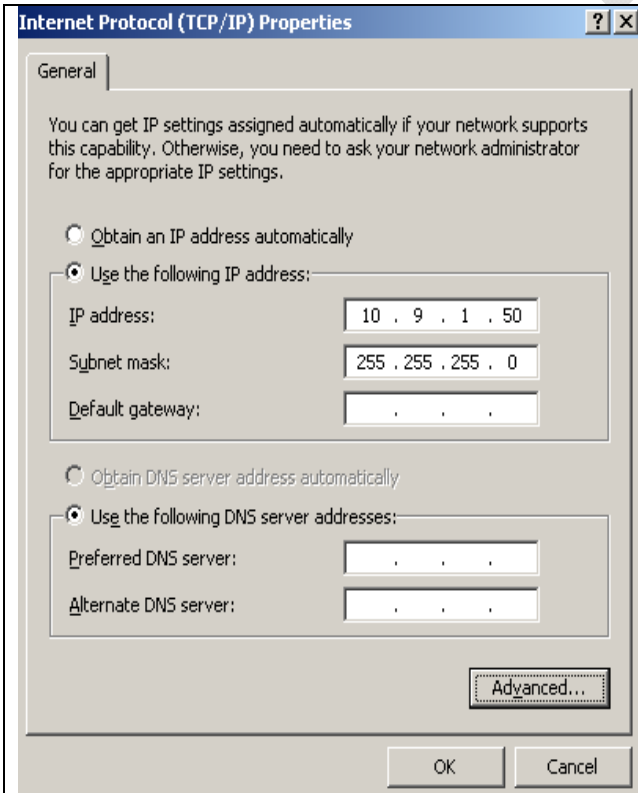 Internet Protocol (TCP/IP) Properties ? X
General
You can get IP settings assigned automatically if your network supports
this capability. Otherwise, you need to ask your network administrator
for the appropriate IP settings.
Obtain an IP address automatically
Use the following IP address:
IP address: 10 . 9 . 1 . 50
Subnet mask: 255 . 255 . 255 . 0
Default gateway: . . .
Obtain DNS server address automatically
Use the following DNS server addresses:
Preferred DNS server: . . .
Alternate DNS server: . . .
Advanced...
OK Cancel